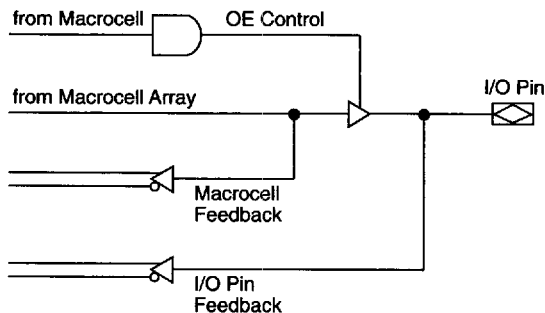 from Macrocell
OE Control
from Macrocell Array
I/O Pin
Macrocell
Feedback
I/O Pin
Feedback